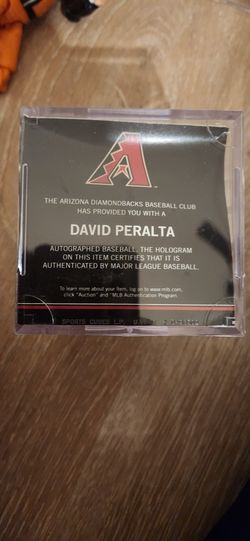 THE ARIZONA DIAMONDBACKS BASEBALL CLUB
HAS PROVIDED YOU WITH A
DAVID PERALTA
AUTOGRAPHED BASEBALL. THE HOLOGRAM
ON THIS ITEM CERTIFIES THAT IT IS
AUTHENTICATED BY MAJOR LEAGUE BASEBALL.
To learn more about your item, log on to www.mlb.com,
click "Auction" and "MLB Authentication Program.
SPORTS CUBES L.P.